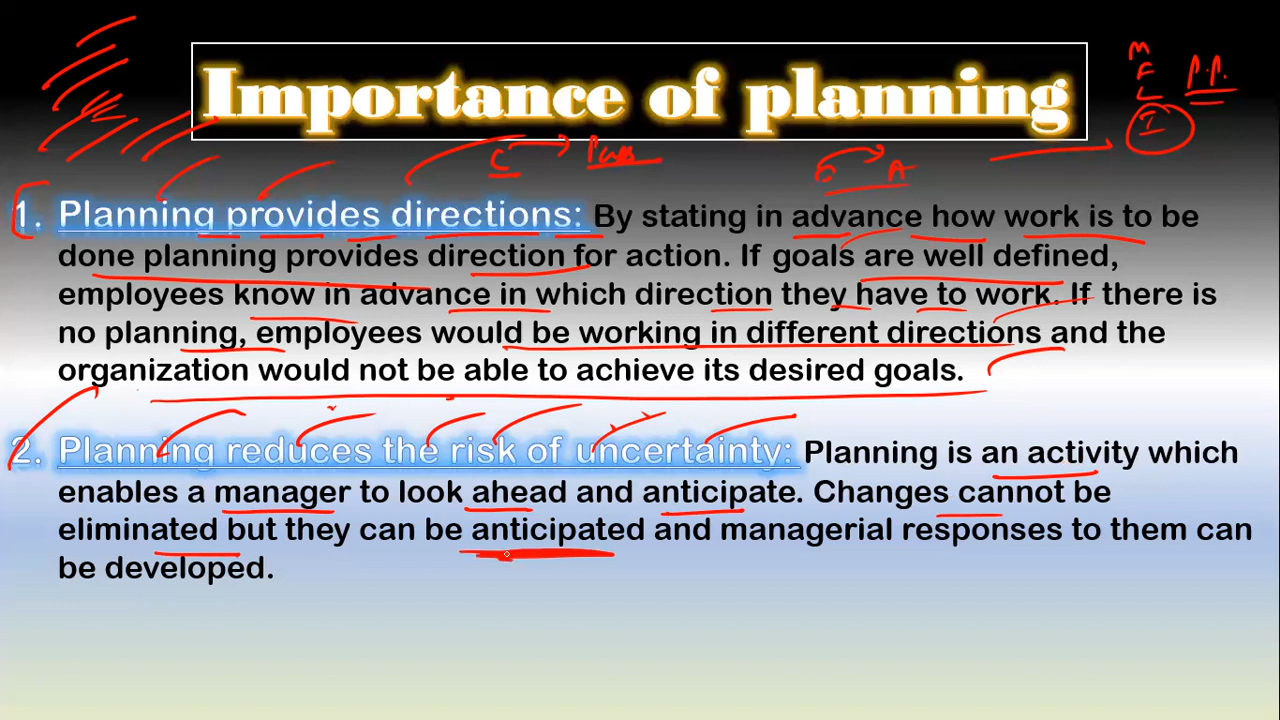 Importance of planning
M
F
L
P.P.
I
C → Pass
A
1. Planning provides directions: By stating in advance how work is to be
done planning provides direction for action. If goals are well defined,
employees know in advance in which direction they have to work. If there is
no planning, employees would be working in different directions and the
organization would not be able to achieve its desired goals.
2. Planning reduces the risk of uncertainty: Planning is an activity which
enables a manager to look ahead and anticipate. Changes cannot be
eliminated but they can be anticipated and managerial responses to them can
be developed.